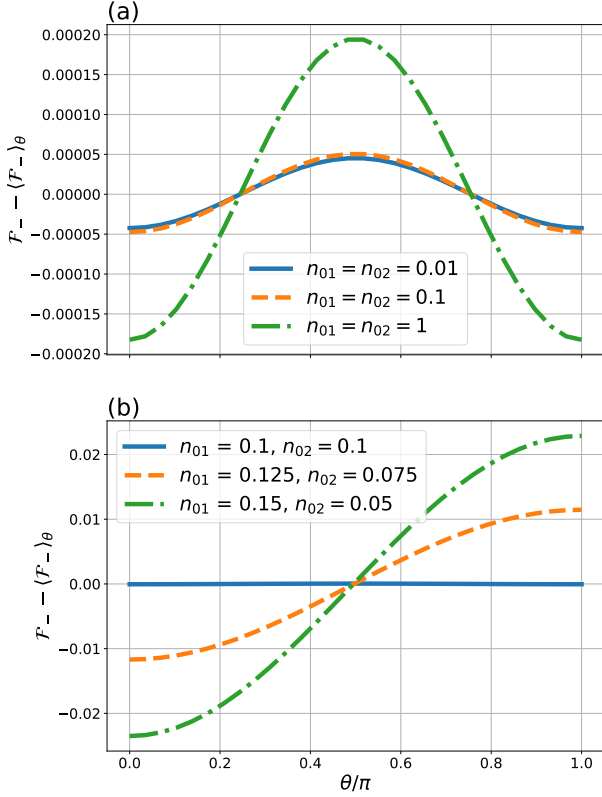 (a)
0.00020
0.00015
0.00010
0.00005
0.00000
−0.00005
−0.00010
−0.00015
−0.00020
ℱ₋ − ⟨ℱ₋⟩_θ
n₀₁ = n₀₂ = 0.01
n₀₁ = n₀₂ = 0.1
n₀₁ = n₀₂ = 1
(b)
0.02
0.01
0.00
−0.01
−0.02
ℱ₋ − ⟨ℱ₋⟩_θ
n₀₁ = 0.1, n₀₂ = 0.1
n₀₁ = 0.125, n₀₂ = 0.075
n₀₁ = 0.15, n₀₂ = 0.05
0.0 0.2 0.4 0.6 0.8 1.0
θ/π